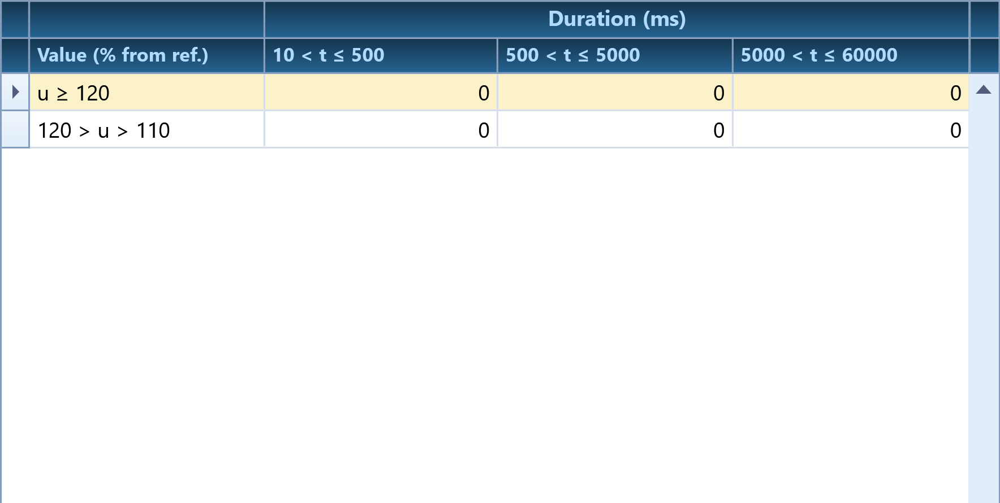 Duration (ms)
Value (% from ref.) 10 < t ≤ 500 500 < t ≤ 5000 5000 < t ≤ 60000
u ≥ 120 0 0 0
120 > u > 110 0 0 0